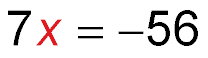 7x = −56